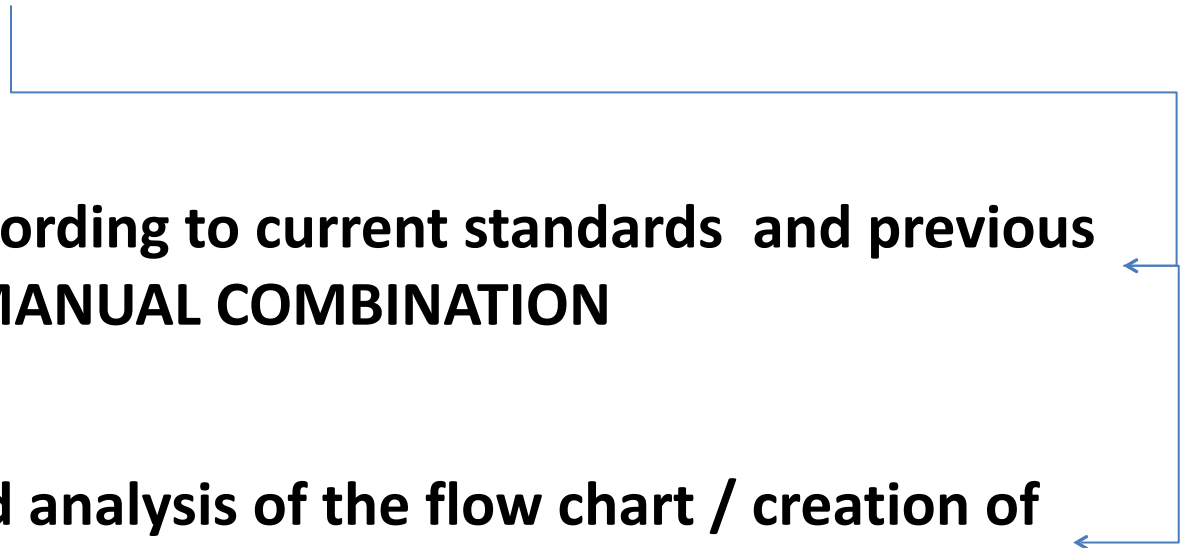 ording to current standards  and previous
MANUAL COMBINATION
analysis of the flow chart / creation of